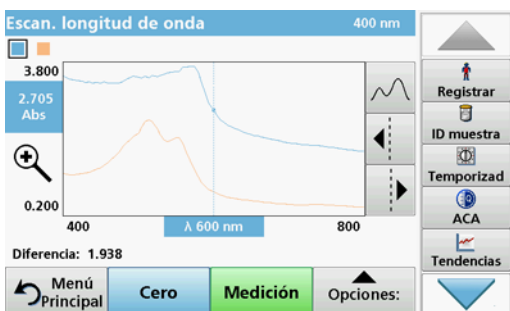 Escan. longitud de onda
400 nm
3.800
2.705
Abs
0.200
400
λ 600 nm
800
Diferencia: 1.938
Menú
Principal
Cero
Medición
Opciones:
Registrar
ID muestra
Temporizad
ACA
Tendencias